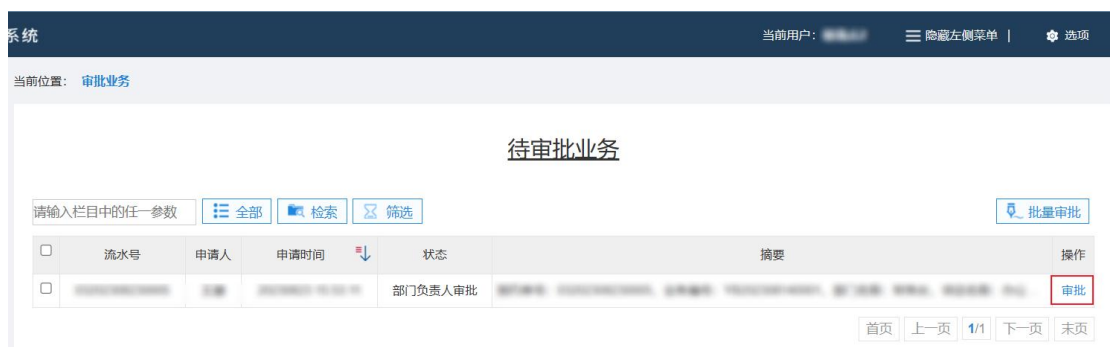 系统 当前用户： 隐藏左侧菜单 | 选项
当前位置： 审批业务
待审批业务
请输入栏目中的任一参数 全部 检索 筛选 批量审批
流水号 申请人 申请时间 状态 摘要 操作
部门负责人审批 审批
首页 上一页 1/1 下一页 末页